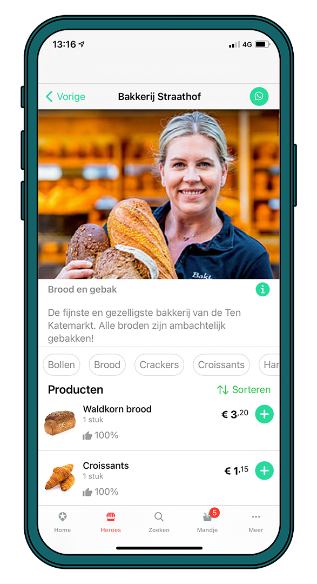 13:16
4G
Vorige
Bakkerij Straathof
Bakk
Brood en gebak
De fijnste en gezelligste bakkerij van de Ten
Katemarkt. Alle broden zijn ambachtelijk
gebakken!
Bollen Brood Crackers Croissants Har
Producten Sorteren
Waldkorn brood
1 stuk
€ 3,20
100%
Croissants
1 stuk
€ 1,15
100%
5
Home Heroes Zoeken Mandje Meer